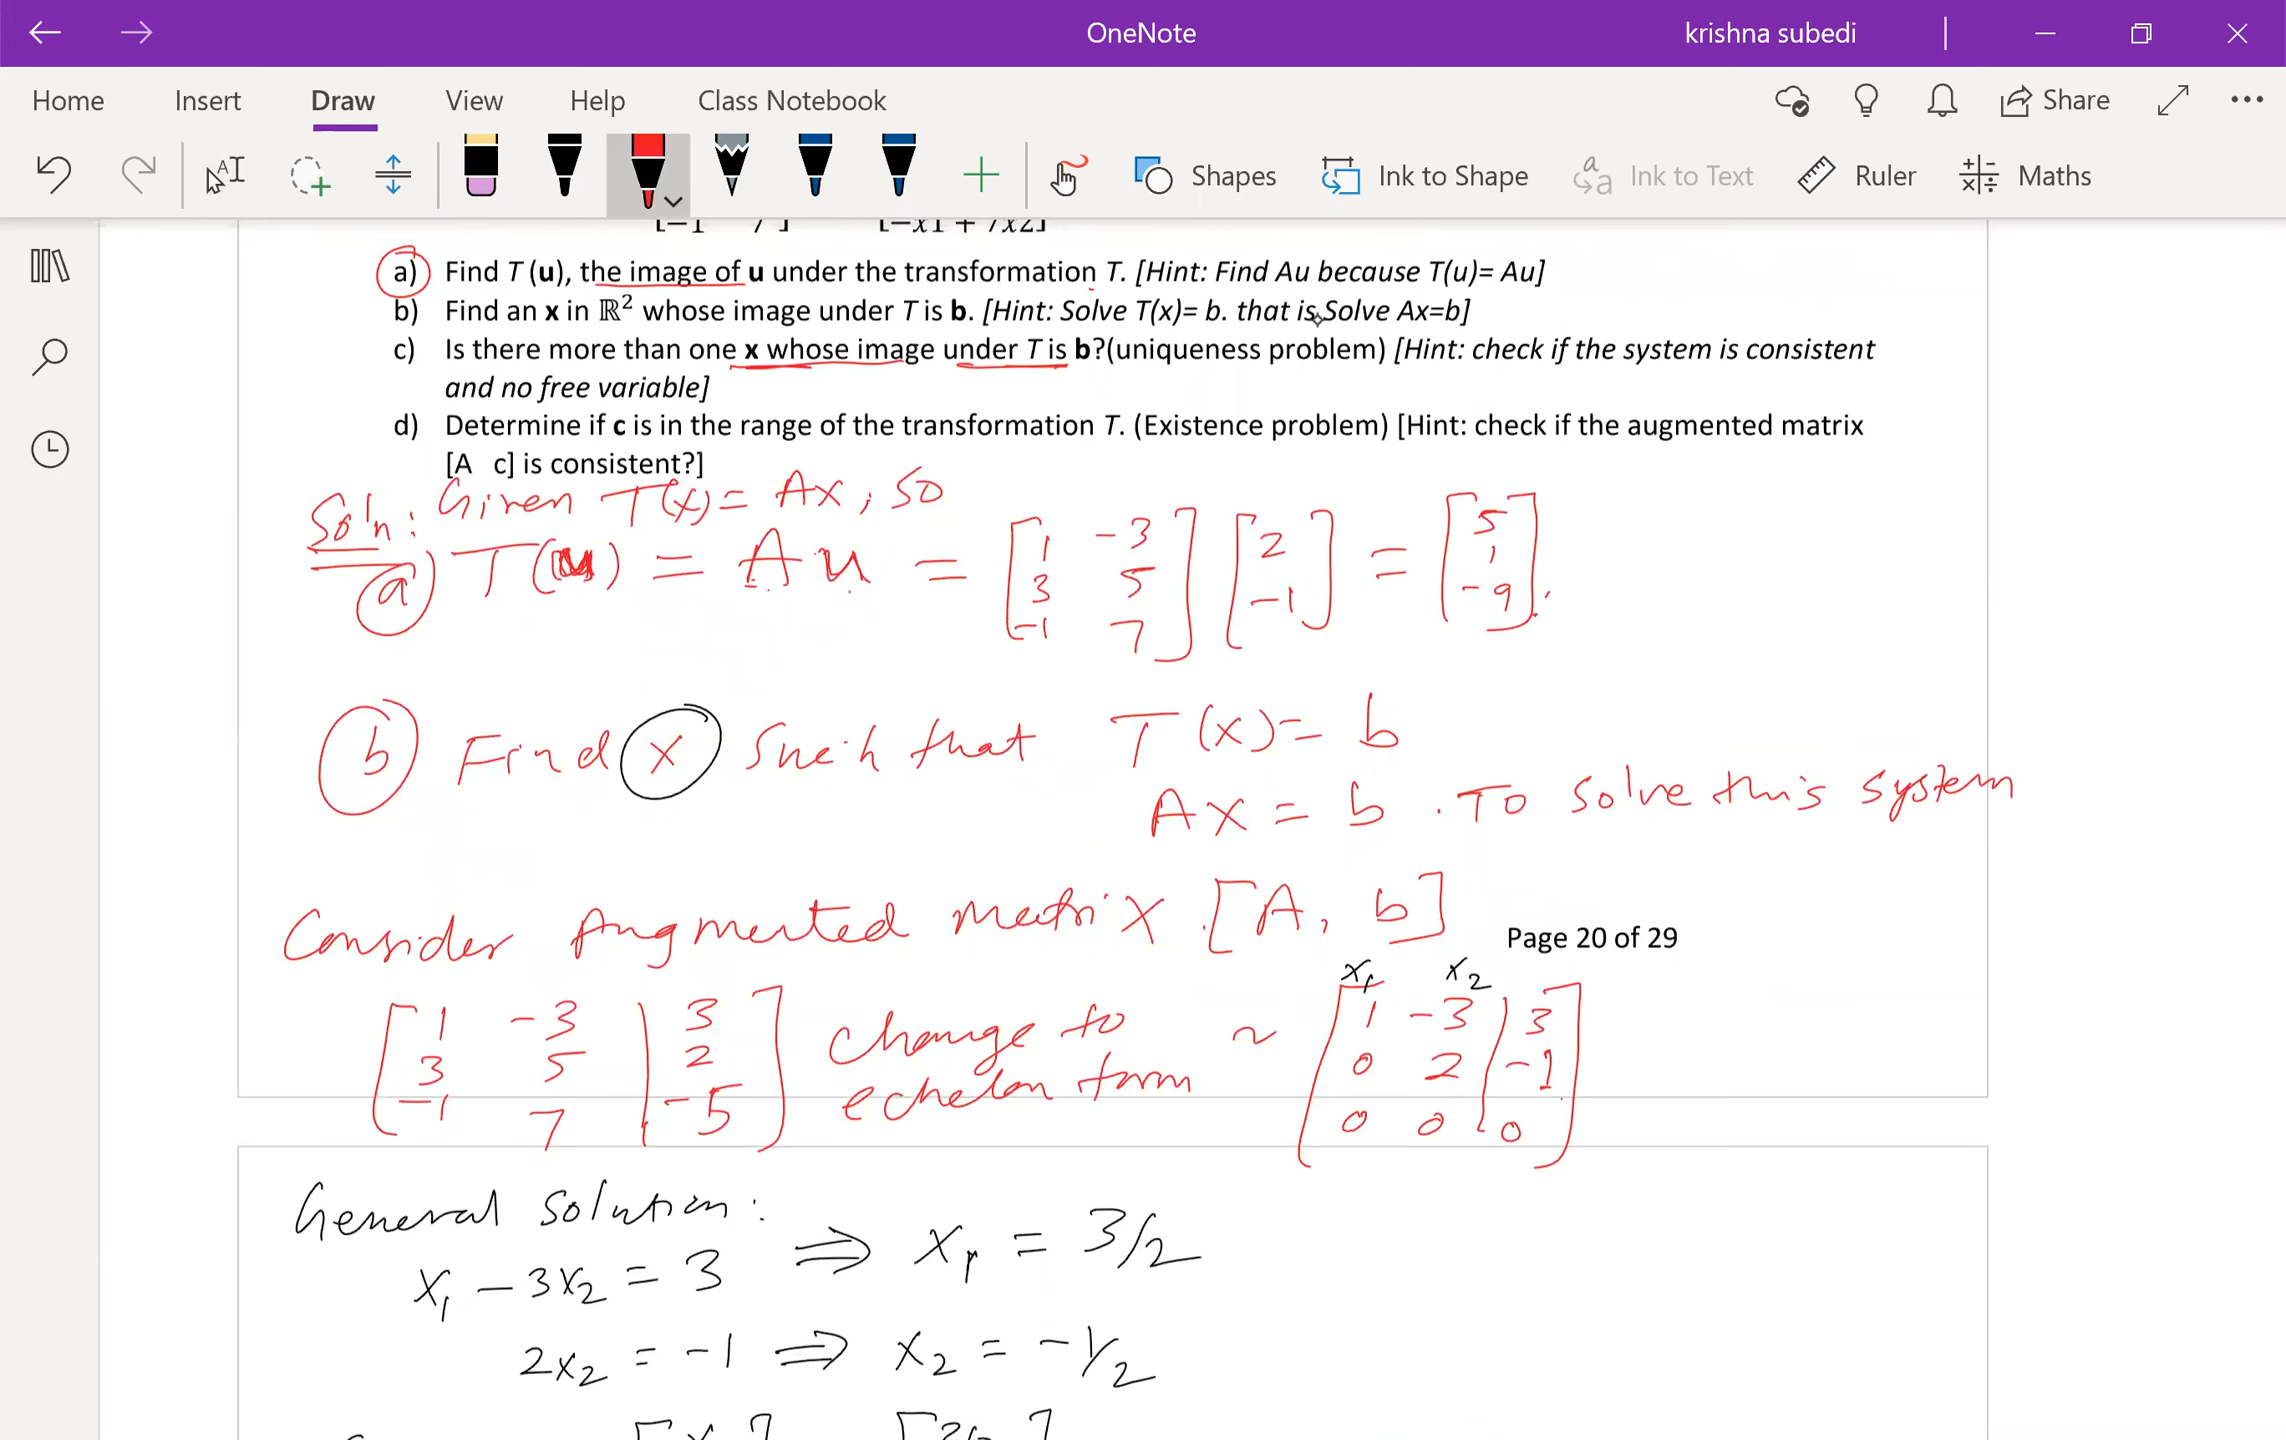 OneNote
krishna subedi
Home Insert Draw View Help Class Notebook Share
Shapes Ink to Shape Ink to Text Ruler Maths
[−1 7 ] [−x1 + 7x2]
a) Find T (u), the image of u under the transformation T. [Hint: Find Au because T(u)= Au]
b) Find an x in ℝ² whose image under T is b. [Hint: Solve T(x)= b. that is Solve Ax=b]
c) Is there more than one x whose image under T is b?(uniqueness problem) [Hint: check if the system is consistent
and no free variable]
d) Determine if c is in the range of the transformation T. (Existence problem) [Hint: check if the augmented matrix
[A c] is consistent?]
Soln: Given T(x) = Ax, so
a) T(u) = Au = [1 -3; 3 5; -1 7] [2; -1] = [5; 1; -9].
b Find x such that T(x) = b
Ax = b . To solve this system
Consider Augmented matrix [A, b]
Page 20 of 29
x1 x2
[1 -3 | 3; 3 5 | 2; -1 7 | -5] change to echelon form ~ [1 -3 | 3; 0 2 | -1; 0 0 | 0]
General solution:
x1 - 3x2 = 3 ⟹ x1 = 3/2
2x2 = -1 ⟹ x2 = -1/2